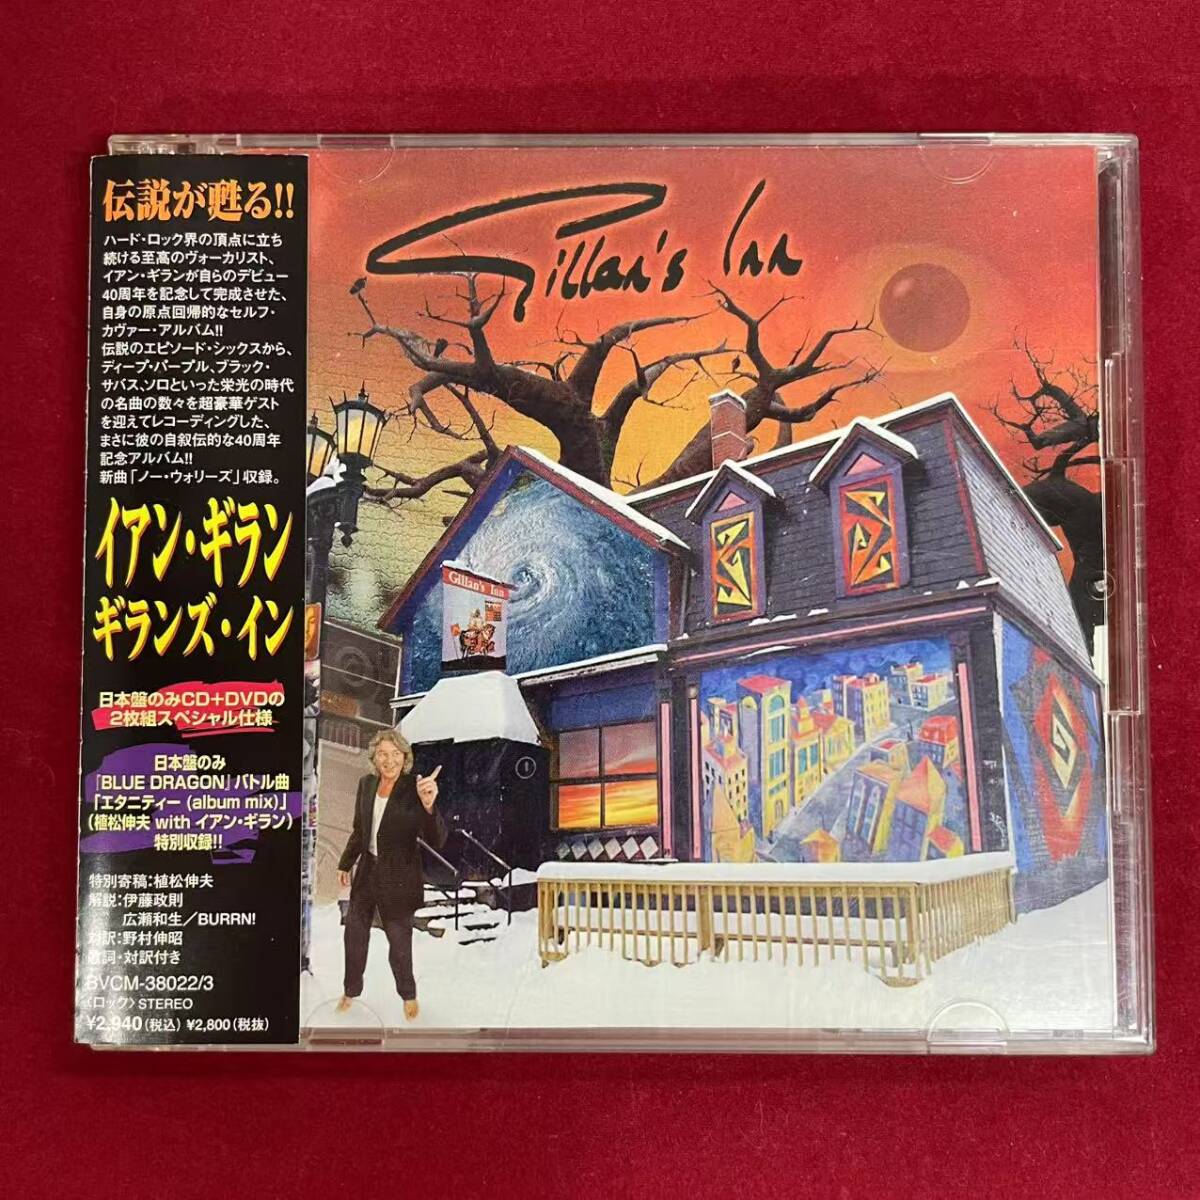 伝説が甦る!!
ハード・ロック界の頂点に立ち
続ける至高のヴォーカリスト、
イアン・ギランが自らのデビュー
40周年を記念して完成させた、
自身の原点回帰的なセルフ・
カヴァー・アルバム!!
伝説のエピソード・シックスから、
ディープ・パープル、ブラック・
サバス、ソロといった栄光の時代
の名曲の数々を超豪華ゲスト
を迎えてレコーディングした、
まさに彼の自叙伝的な40周年
記念アルバム!!
新曲「ノー・ウォリーズ」収録。
イアン・ギラン
ギランズ・イン
日本盤のみCD+DVDの
2枚組スペシャル仕様
日本盤のみ
「BLUE DRAGON」バトル曲
「エタニティー (album mix)」
(植松伸夫 with イアン・ギラン)
特別収録!!
特別寄稿:植松伸夫
解説:伊藤政則
広瀬和生/BURRN!
対訳:野村伸昭
歌詞・対訳付き
BVCM-38022/3
〈ロック〉 STEREO
¥2,940(税込) ¥2,800(税抜)
Gillan's Inn
Gillan's Inn